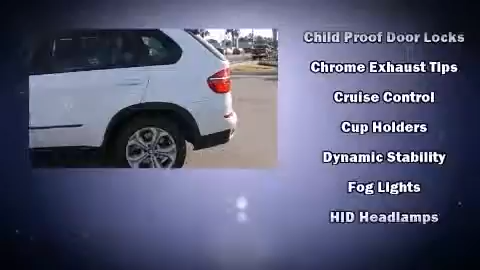 Child Proof Door Locks
Chrome Exhaust Tips
Cruise Control
Cup Holders
Dynamic Stability
Fog Lights
HID Headlamps